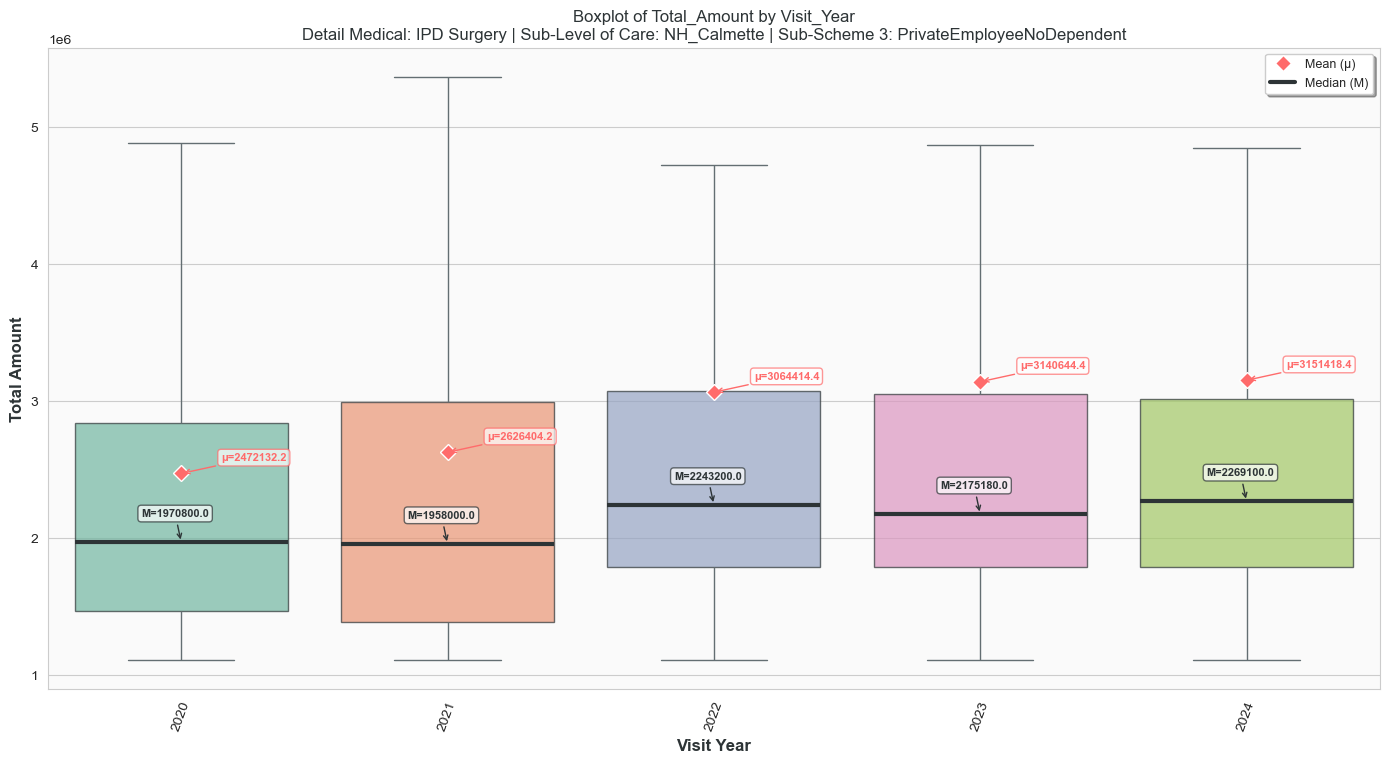 Boxplot of Total_Amount by Visit_Year
Detail Medical: IPD Surgery | Sub-Level of Care: NH_Calmette | Sub-Scheme 3: PrivateEmployeeNoDependent
1e6
Mean (μ)
Median (M)
5
4
3
2
1
Total Amount
μ=2472132.2
M=1970800.0
μ=2626404.2
M=1958000.0
μ=3064414.4
M=2243200.0
μ=3140644.4
M=2175180.0
μ=3151418.4
M=2269100.0
2020
2021
2022
2023
2024
Visit Year